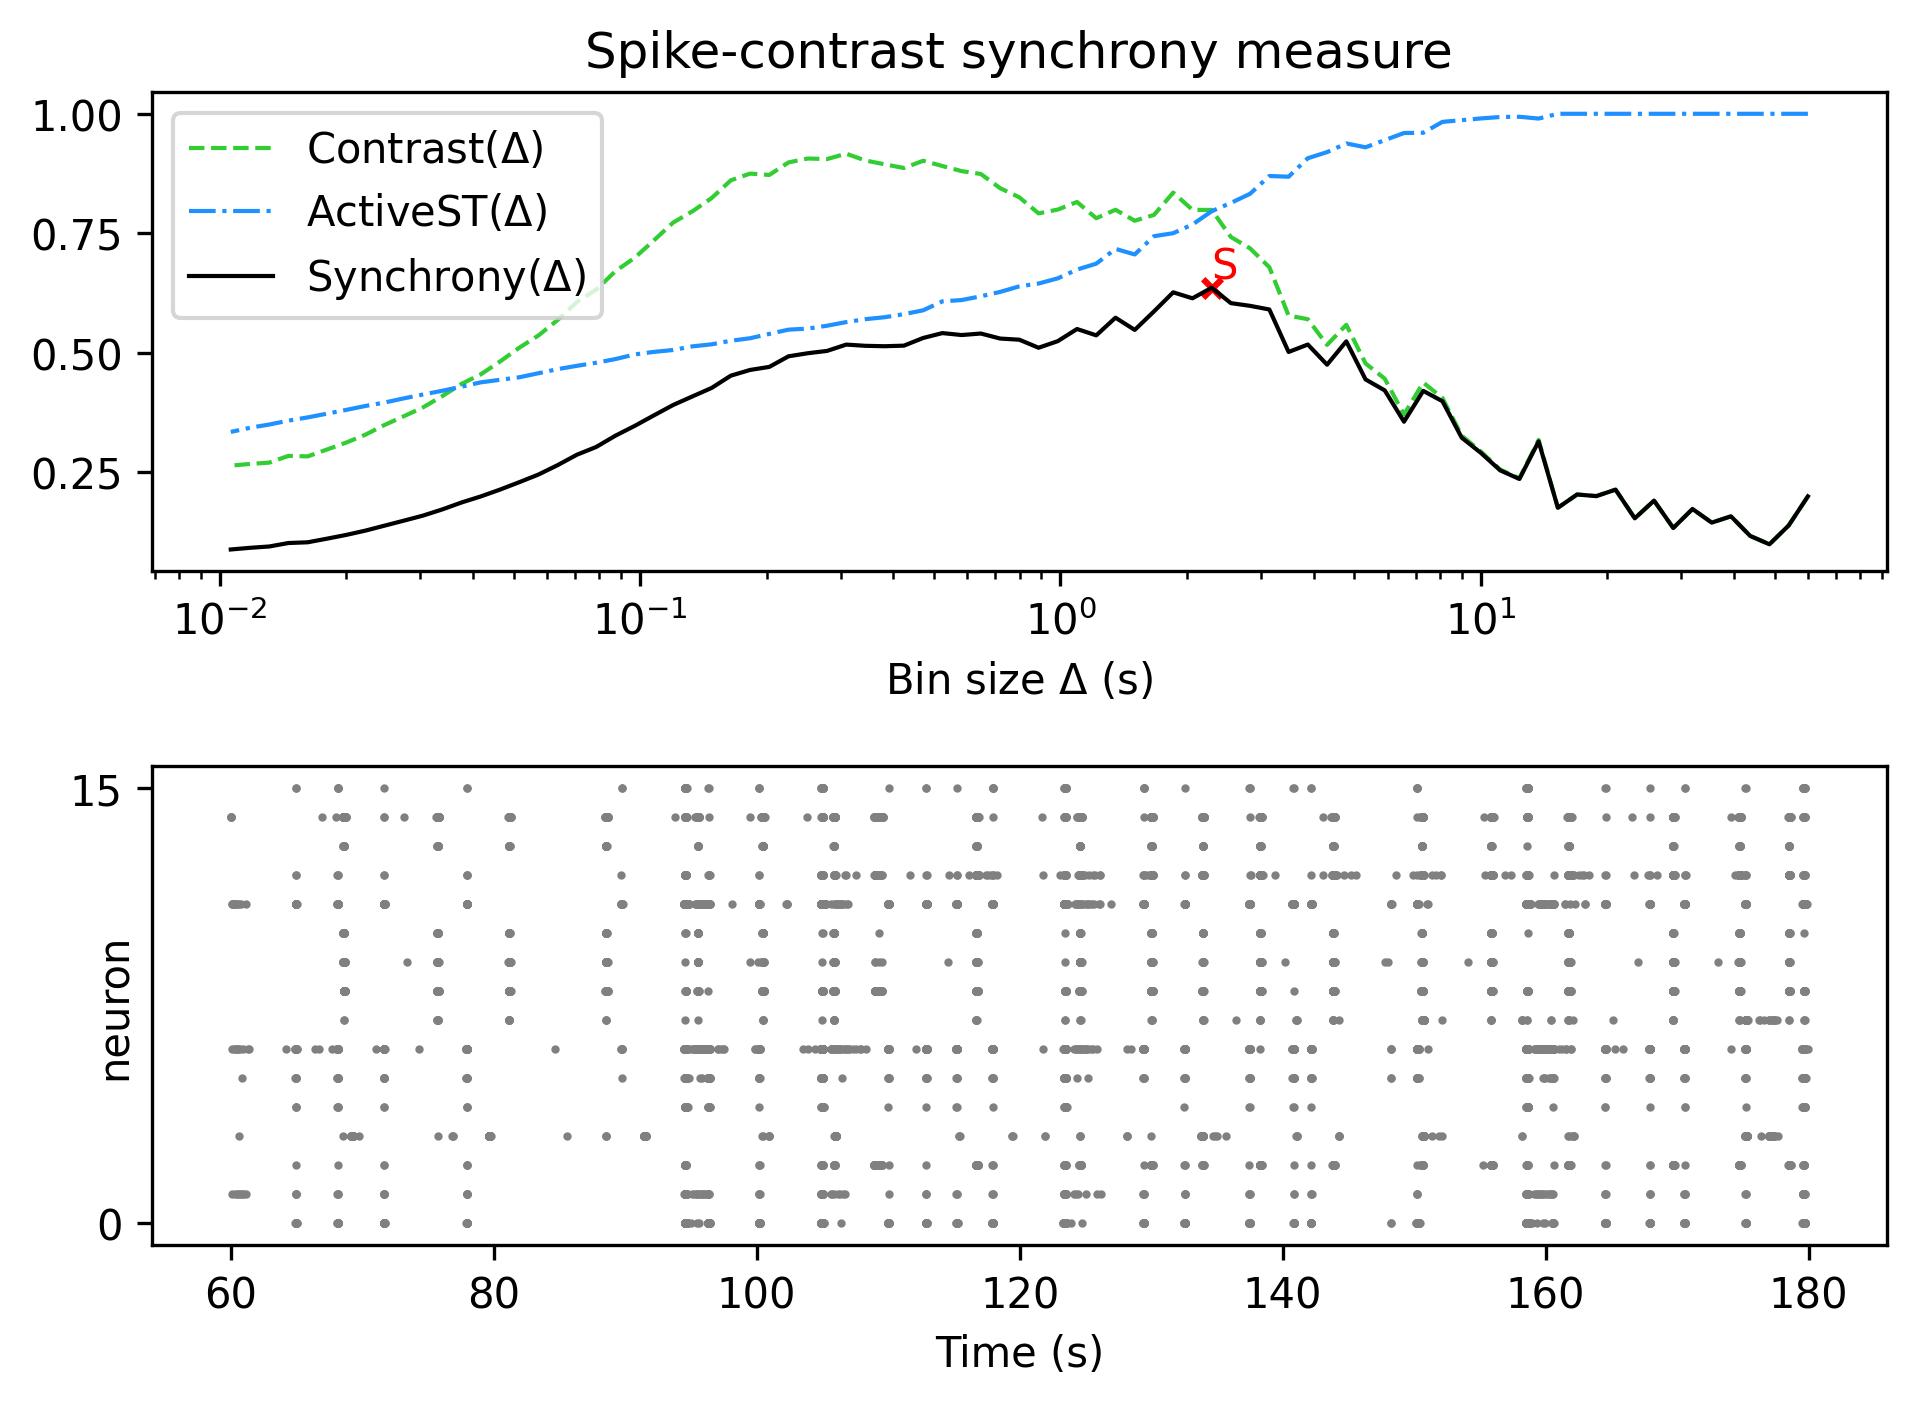 Spike-contrast synchrony measure
1.00
0.75
0.50
0.25
Contrast(Δ)
ActiveST(Δ)
Synchrony(Δ)
S
10⁻² 10⁻¹ 10⁰ 10¹
Bin size Δ (s)
15
0
neuron
60 80 100 120 140 160 180
Time (s)